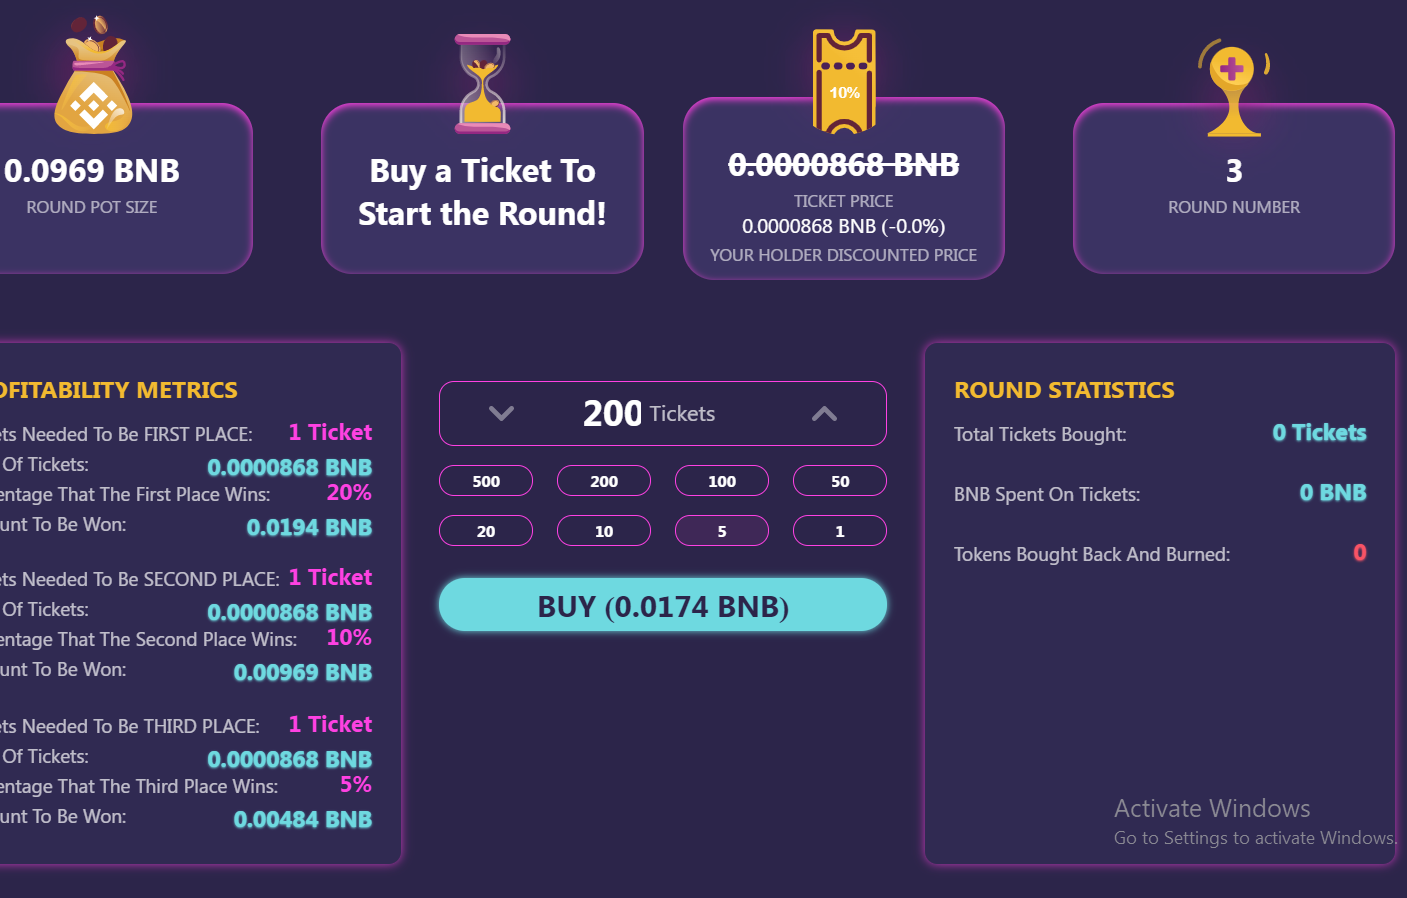 0.0969 BNB
ROUND POT SIZE
Buy a Ticket To
Start the Round!
10%
0.0000868 BNB
TICKET PRICE
0.0000868 BNB (-0.0%)
YOUR HOLDER DISCOUNTED PRICE
3
ROUND NUMBER
OFITABILITY METRICS
ets Needed To Be FIRST PLACE: 1 Ticket
Of Tickets: 0.0000868 BNB
entage That The First Place Wins: 20%
unt To Be Won: 0.0194 BNB
ets Needed To Be SECOND PLACE: 1 Ticket
Of Tickets: 0.0000868 BNB
entage That The Second Place Wins: 10%
unt To Be Won: 0.00969 BNB
ets Needed To Be THIRD PLACE: 1 Ticket
Of Tickets: 0.0000868 BNB
entage That The Third Place Wins: 5%
unt To Be Won: 0.00484 BNB
200 Tickets
500 200 100 50
20 10 5 1
BUY (0.0174 BNB)
ROUND STATISTICS
Total Tickets Bought: 0 Tickets
BNB Spent On Tickets: 0 BNB
Tokens Bought Back And Burned: 0
Activate Windows
Go to Settings to activate Windows.